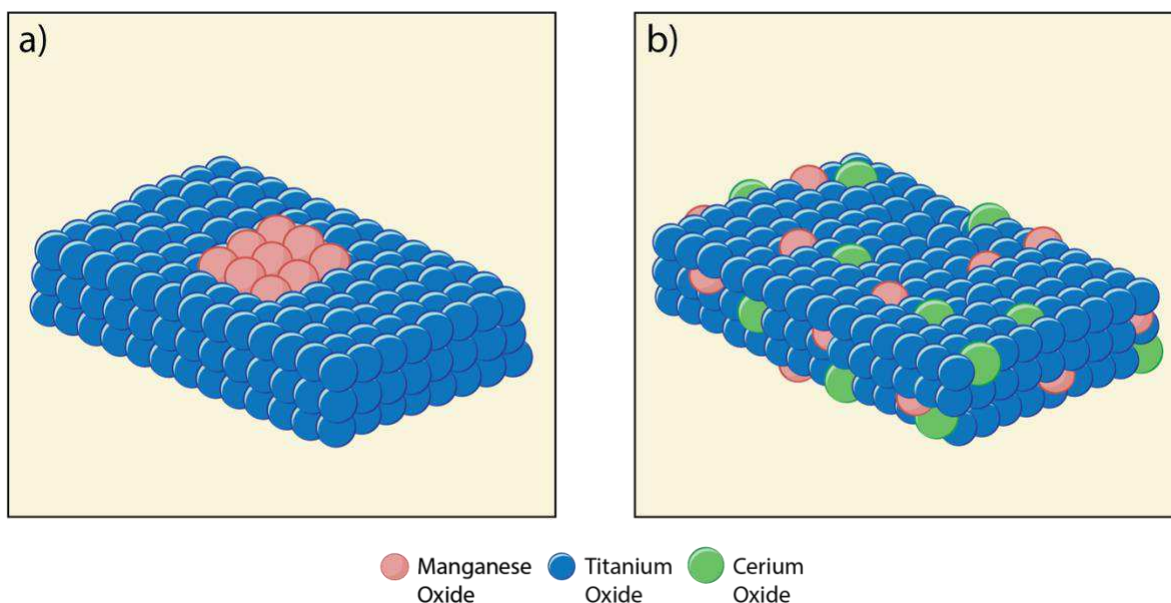 a)
b)
Manganese
Oxide
Titanium
Oxide
Cerium
Oxide